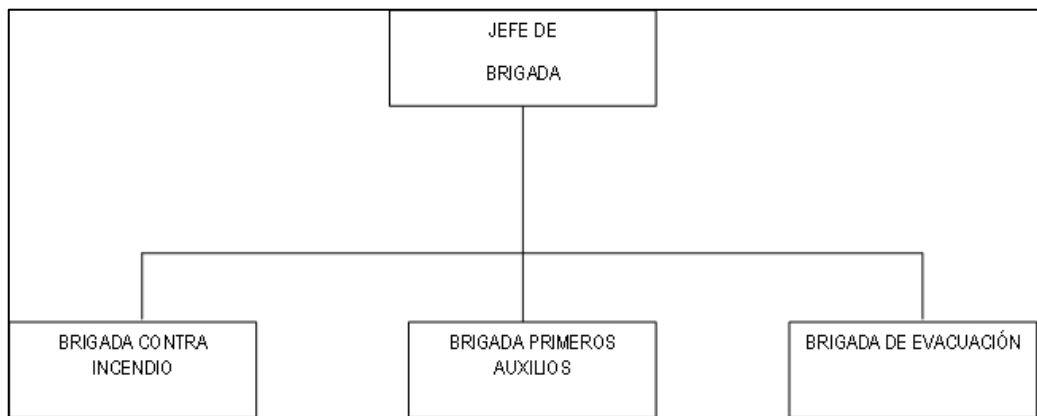 JEFE DE
BRIGADA
BRIGADA CONTRA
INCENDIO
BRIGADA PRIMEROS
AUXILIOS
BRIGADA DE EVACUACIÓN